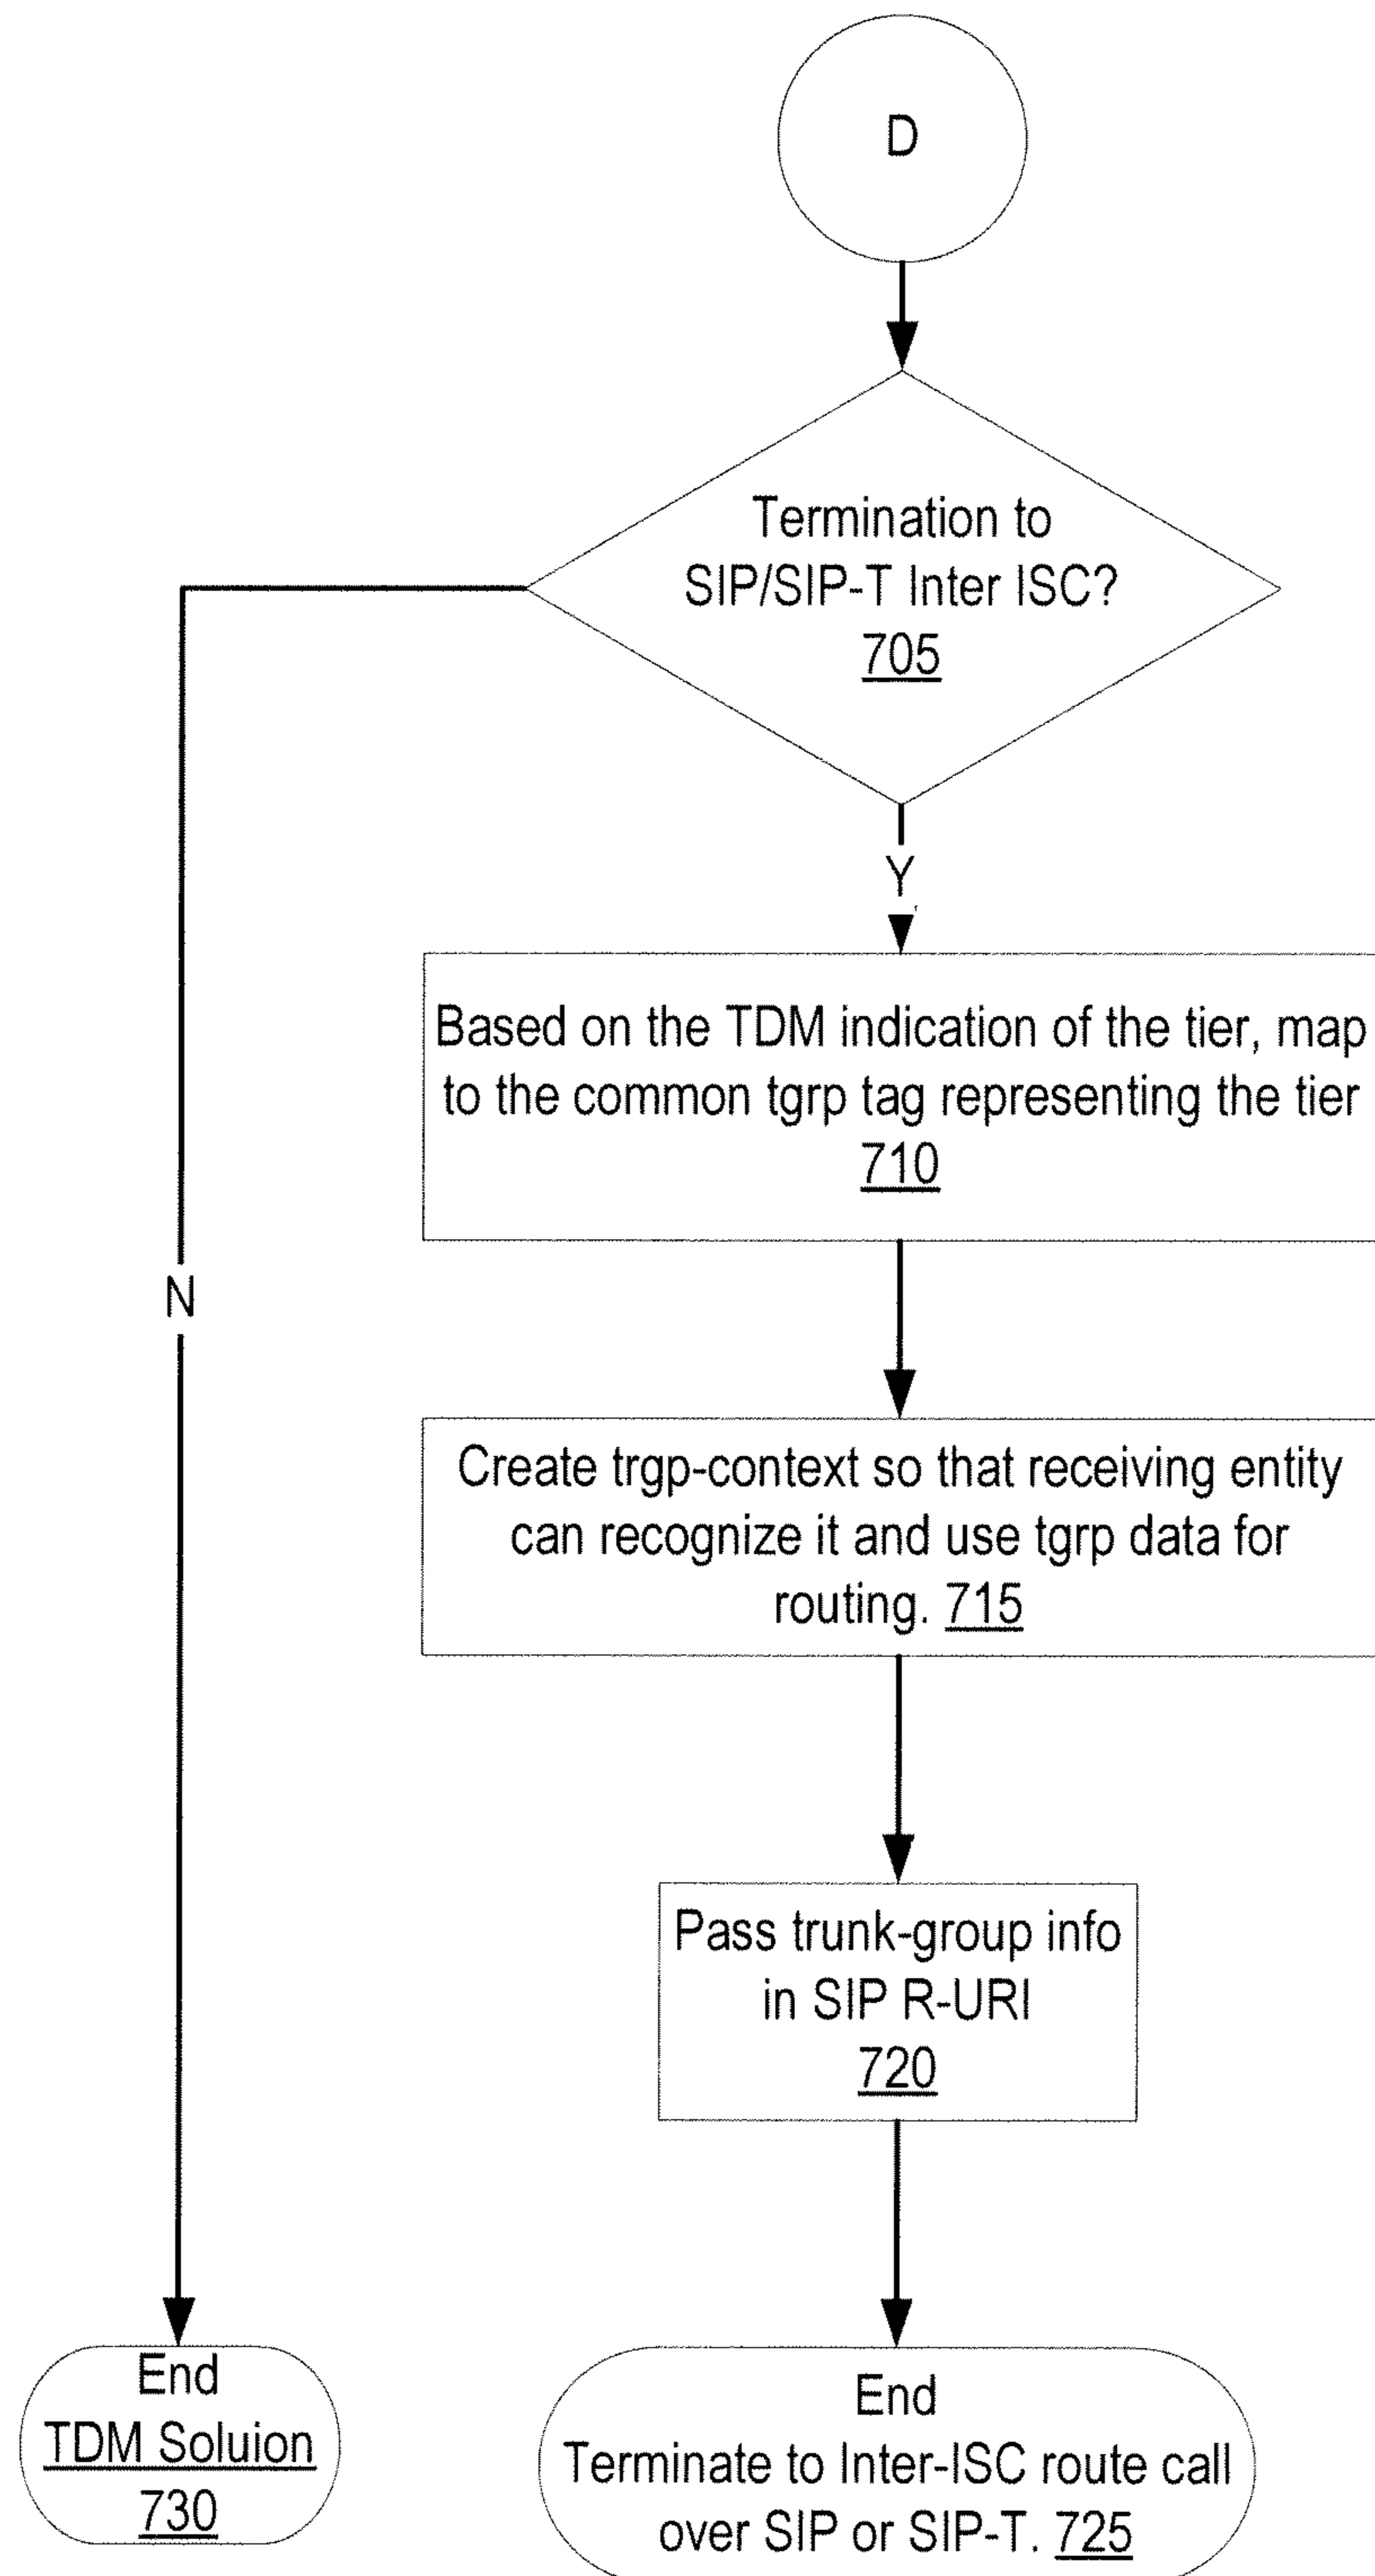 D
Termination to
SIP/SIP-T Inter ISC?
705
Y
Based on the TDM indication of the tier, map
to the common tgrp tag representing the tier
710
N
Create trgp-context so that receiving entity
can recognize it and use tgrp data for
routing. 715
Pass trunk-group info
in SIP R-URI
720
End
TDM Soluion
730
End
Terminate to Inter-ISC route call
over SIP or SIP-T. 725